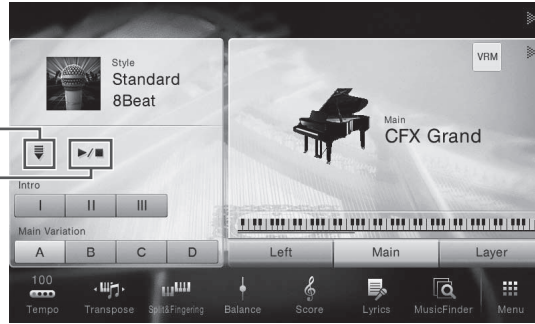 Style
Standard
8Beat
VRM
Main
CFX Grand
Intro
I II III
Main Variation
A B C D
Left Main Layer
100
Tempo Transpose Split&Fingering Balance Score Lyrics MusicFinder Menu